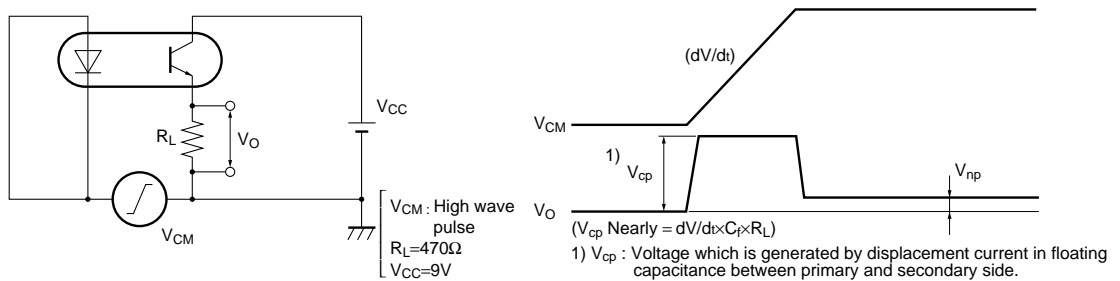 V_CC
R_L
V_O
V_CM
V_CM : High wave
pulse
R_L=470Ω
V_CC=9V
(dV/dt)
V_CM
1)
V_cp
V_np
V_O
(V_cp Nearly = dV/dt×C_f×R_L)
1) V_cp : Voltage which is generated by displacement current in floating
capacitance between primary and secondary side.